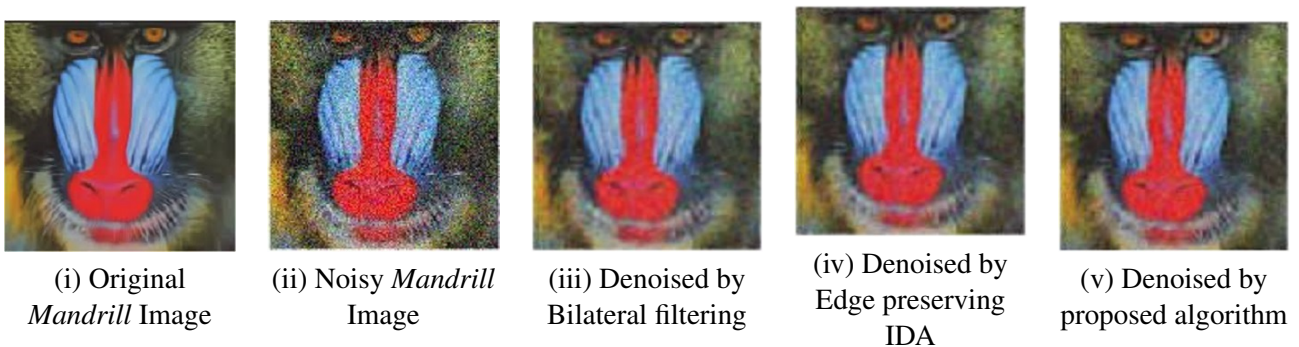 (i) Original
Mandrill Image
(ii) Noisy Mandrill
Image
(iii) Denoised by
Bilateral filtering
(iv) Denoised by
Edge preserving
IDA
(v) Denoised by
proposed algorithm